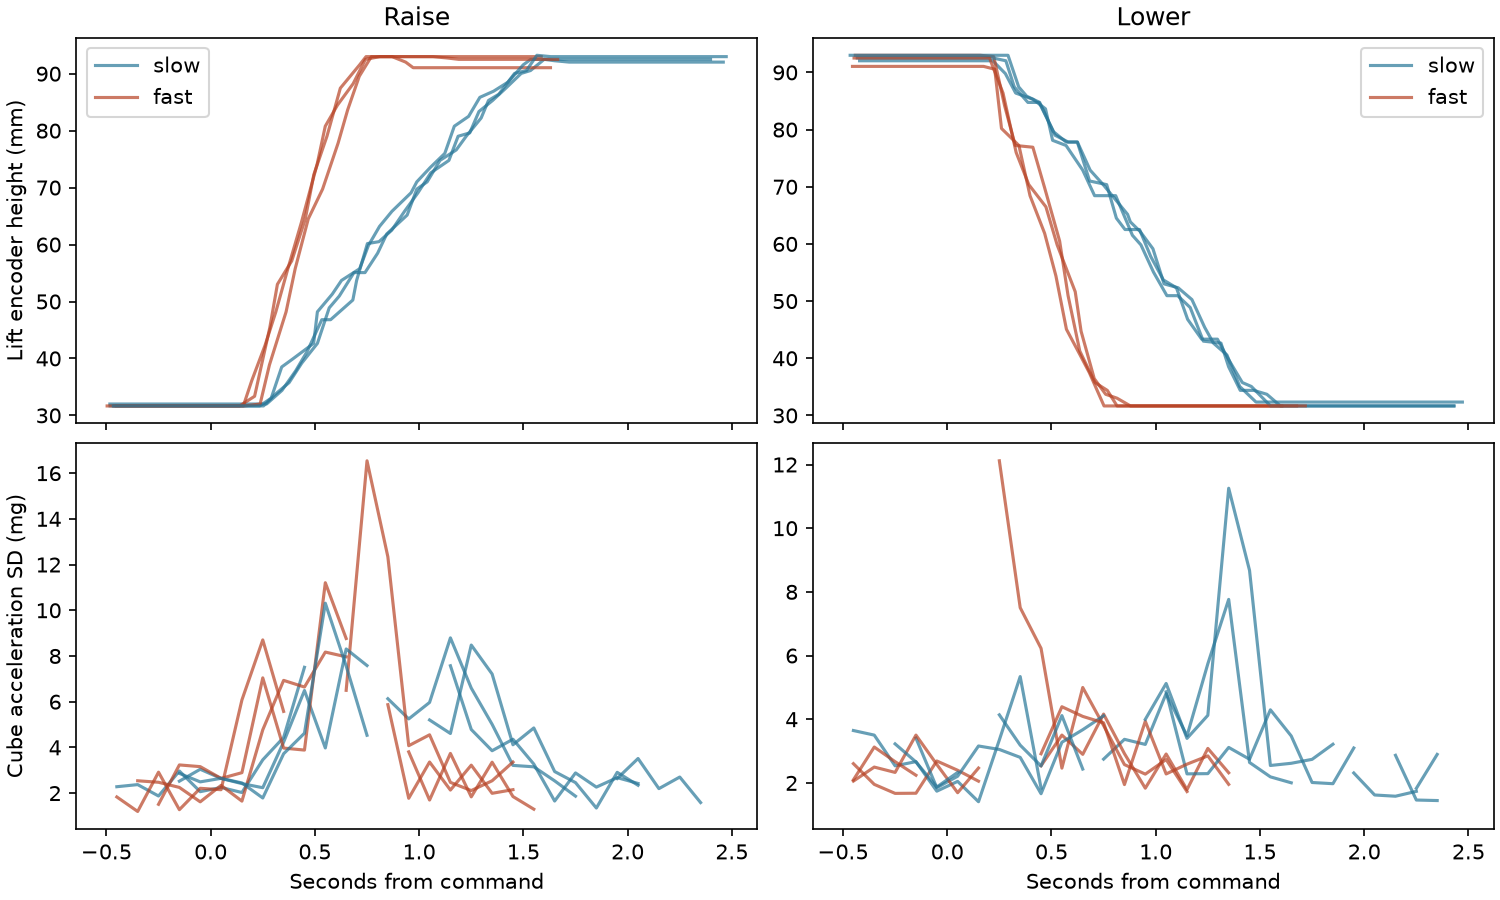 Raise
Lower
Lift encoder height (mm)
90
80
70
60
50
40
30
slow
fast
90
80
70
60
50
40
30
slow
fast
Cube acceleration SD (mg)
16
14
12
10
8
6
4
2
−0.5 0.0 0.5 1.0 1.5 2.0 2.5
Seconds from command
12
10
8
6
4
2
−0.5 0.0 0.5 1.0 1.5 2.0 2.5
Seconds from command